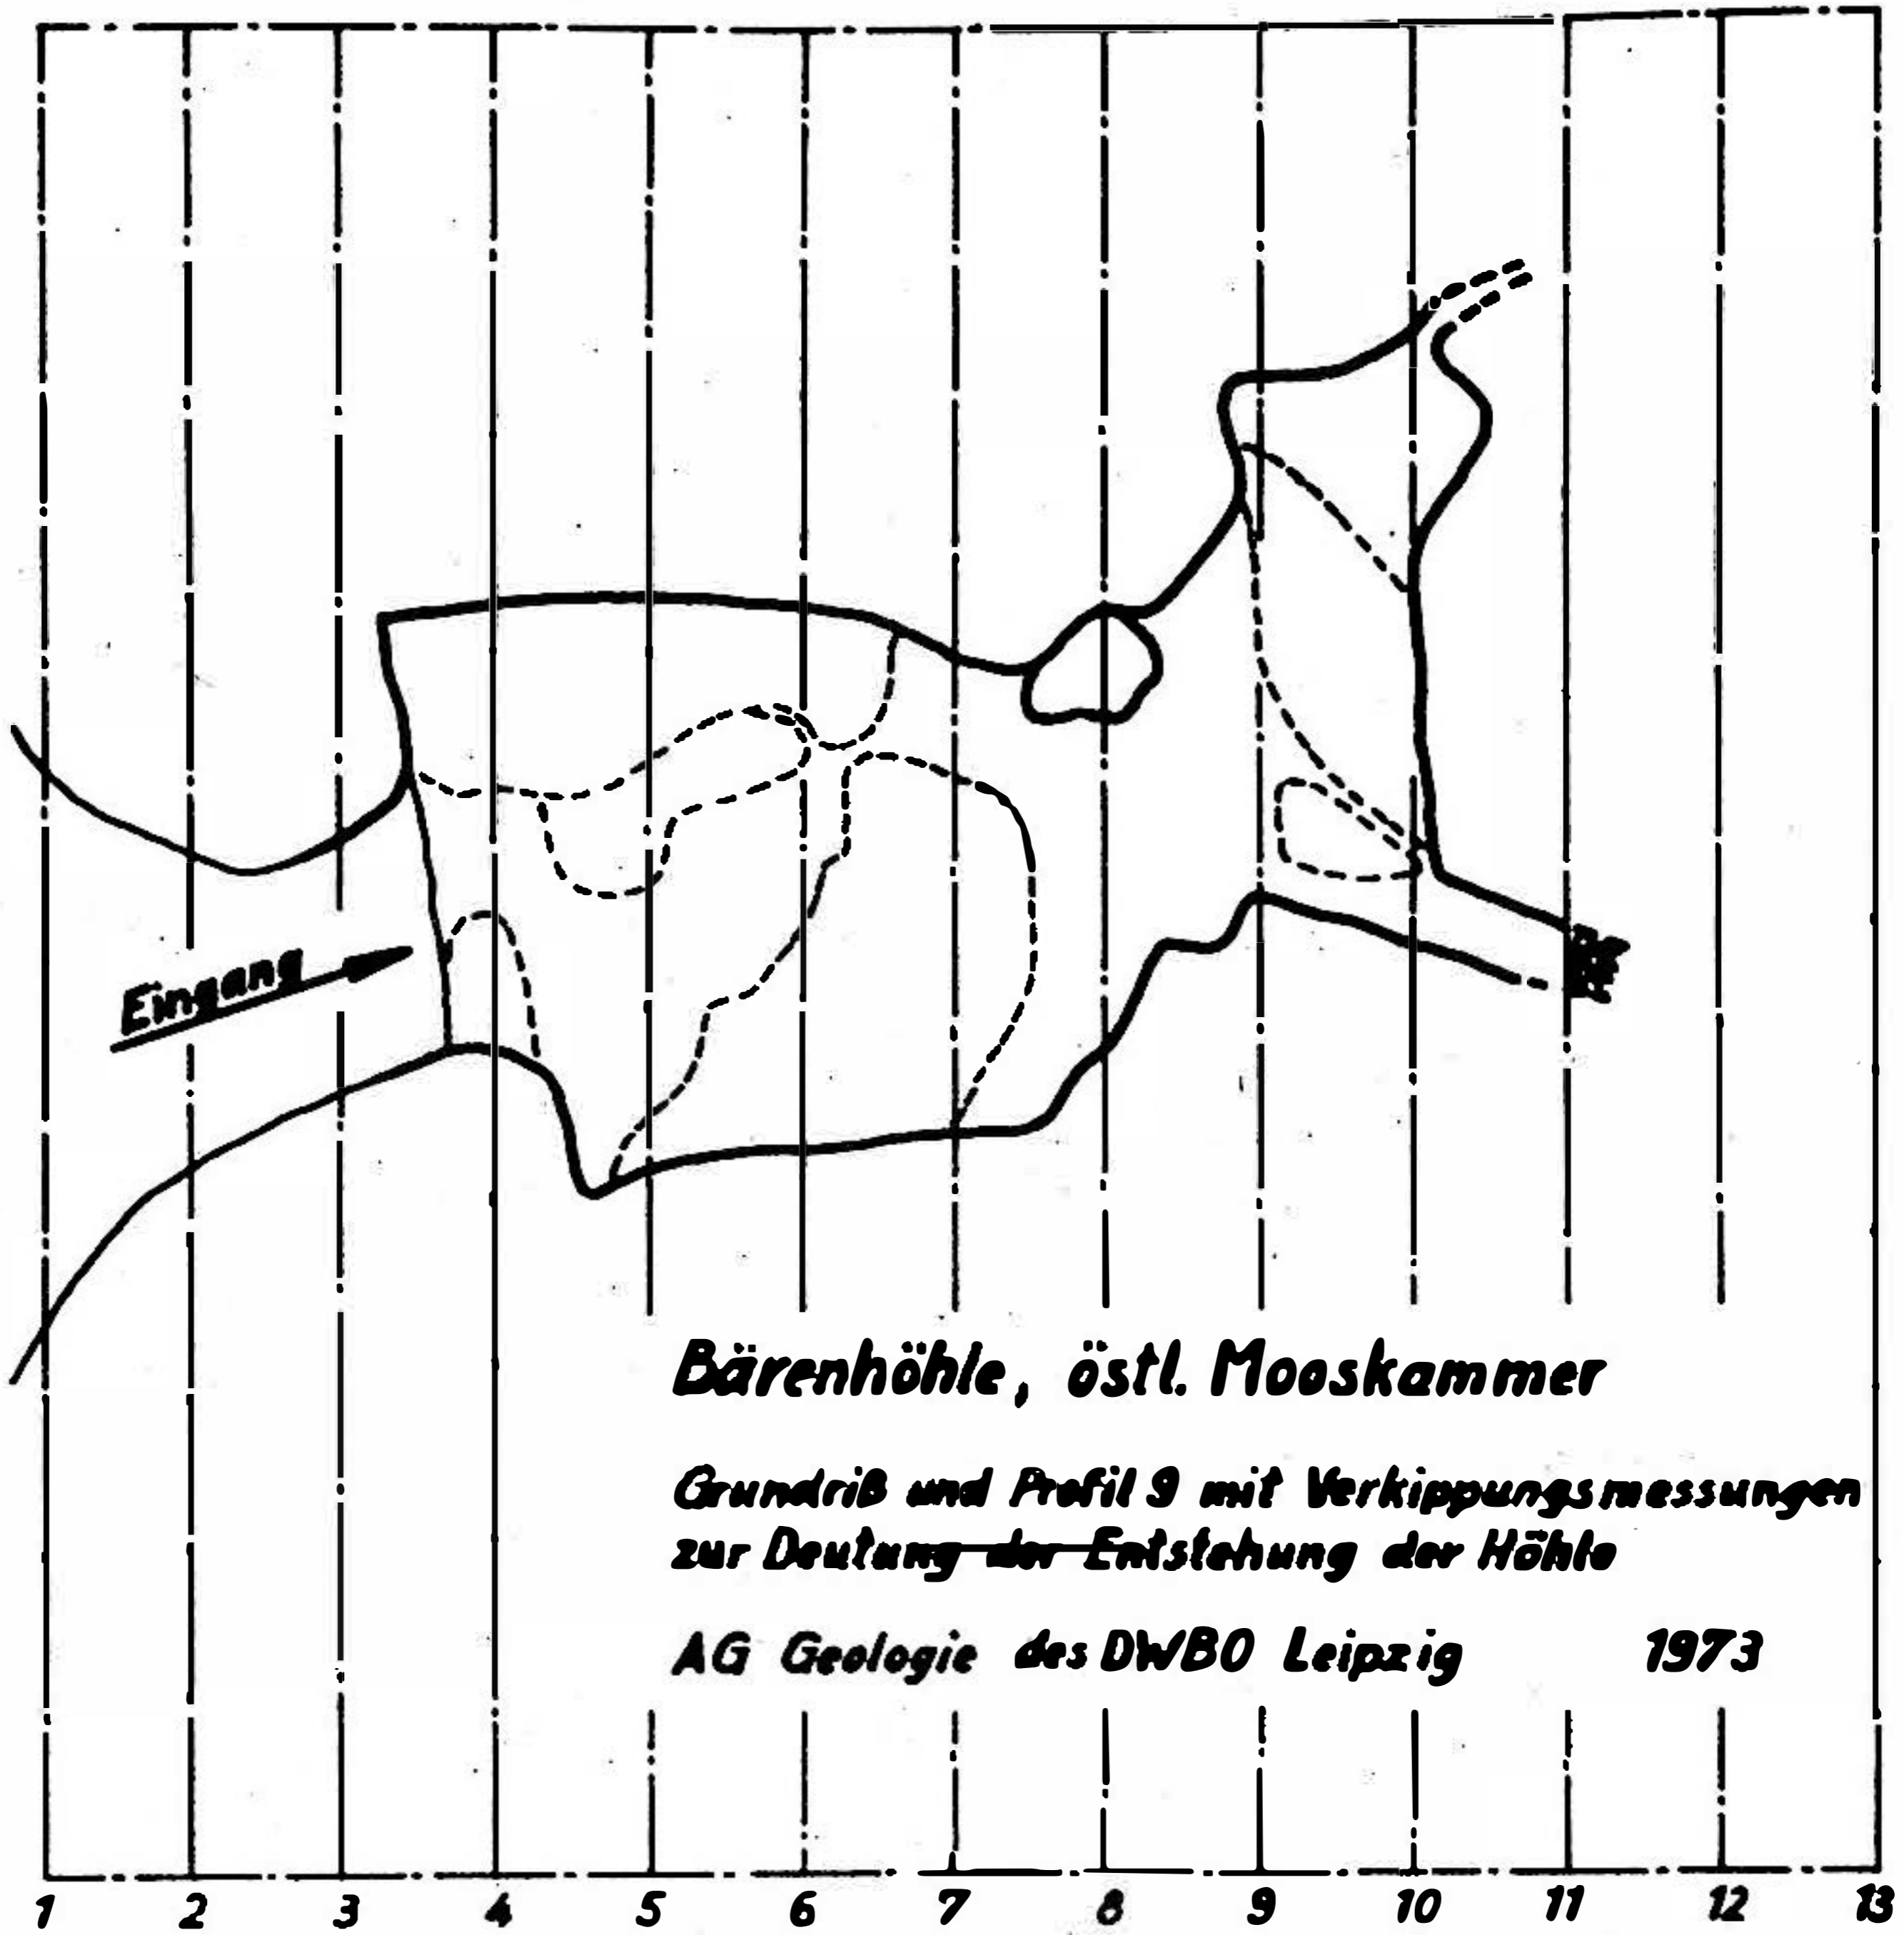 Eingang
Bärenhöhle, östl. Mooskammer
Grundriß und Profil 9 mit Verkippungsmessungen
zur Deutung der Entstehung der Höhle
AG Geologie des DWBO Leipzig 1973
1 2 3 4 5 6 7 8 9 10 11 12 13